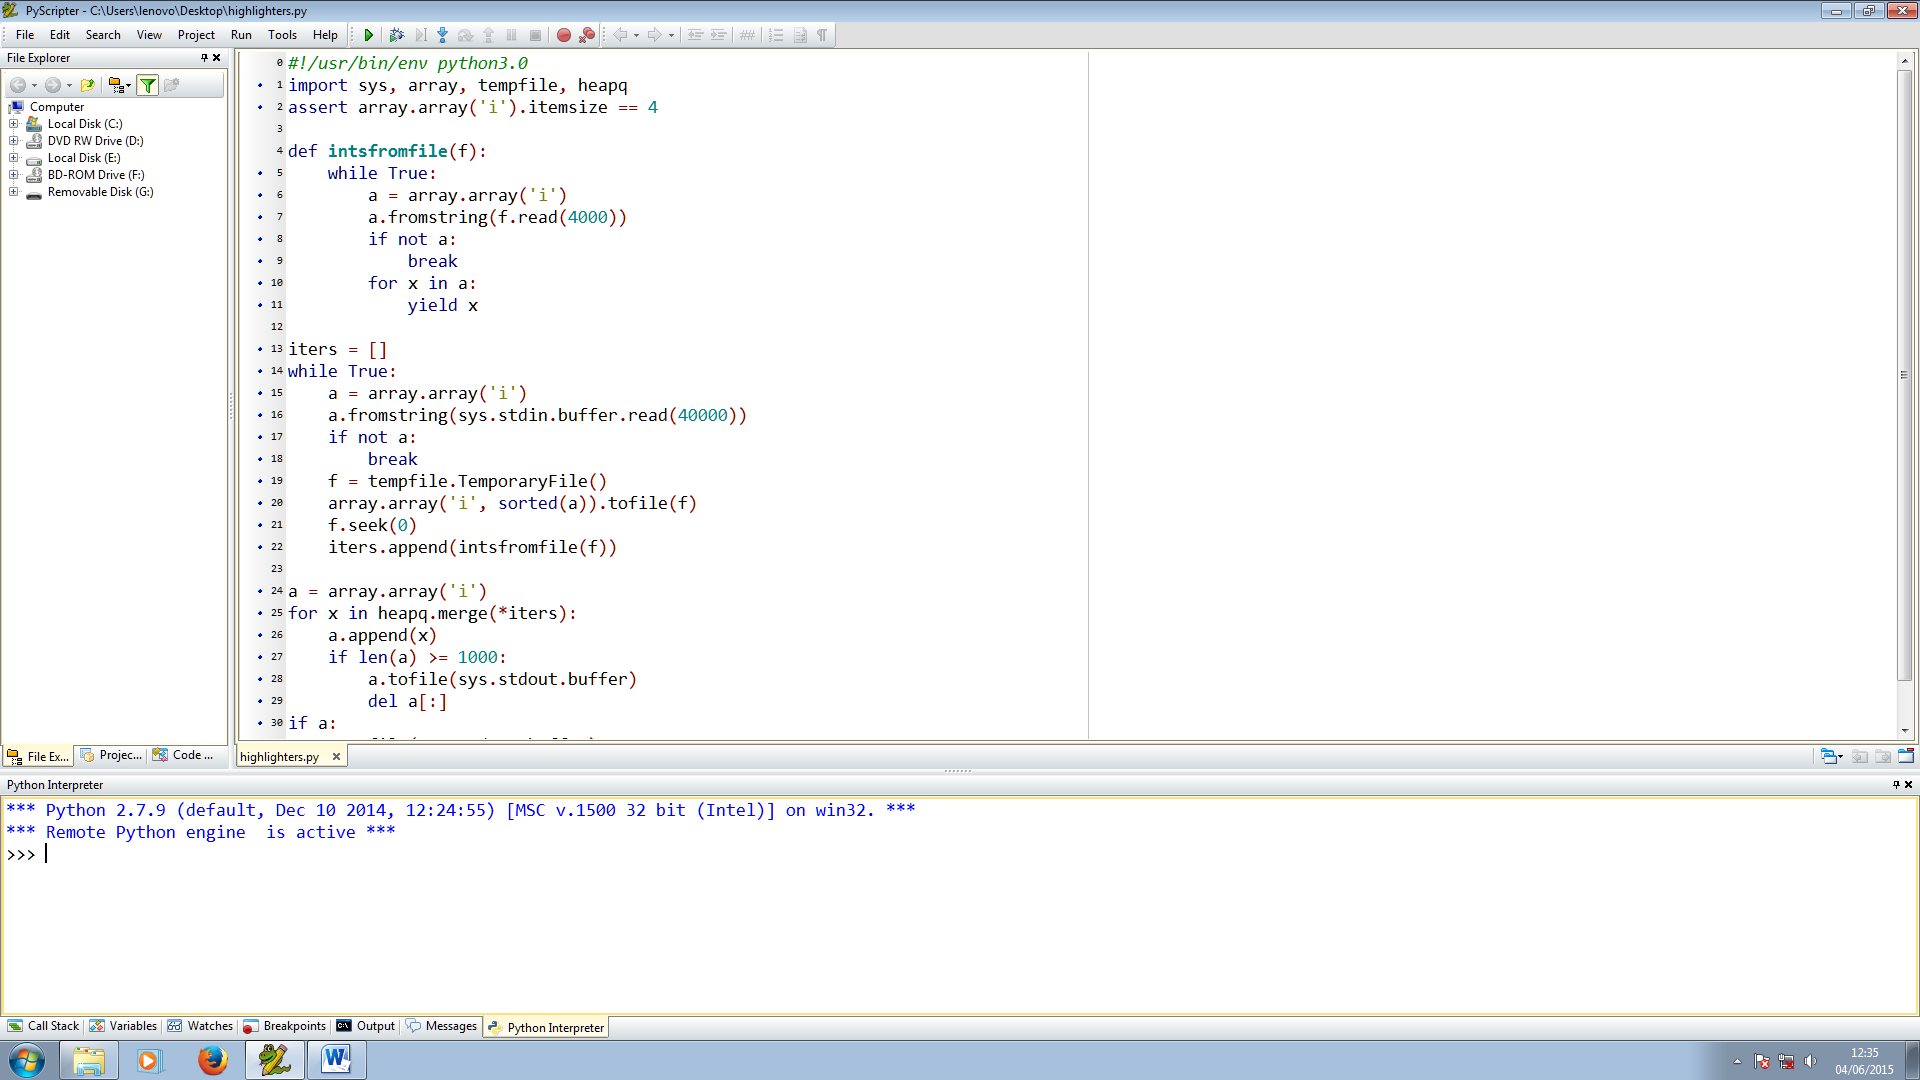 PyScripter - C:\Users\lenovo\Desktop\highlighters.py
File Edit Search View Project Run Tools Help
File Explorer
Computer
Local Disk (C:)
DVD RW Drive (D:)
Local Disk (E:)
BD-ROM Drive (F:)
Removable Disk (G:)
File Ex... Projec... Code ...
0 #!/usr/bin/env python3.0
1 import sys, array, tempfile, heapq
2 assert array.array('i').itemsize == 4
3
4 def intsfromfile(f):
5     while True:
6         a = array.array('i')
7         a.fromstring(f.read(4000))
8         if not a:
9             break
10         for x in a:
11             yield x
12
13 iters = []
14 while True:
15     a = array.array('i')
16     a.fromstring(sys.stdin.buffer.read(40000))
17     if not a:
18         break
19     f = tempfile.TemporaryFile()
20     array.array('i', sorted(a)).tofile(f)
21     f.seek(0)
22     iters.append(intsfromfile(f))
23
24 a = array.array('i')
25 for x in heapq.merge(*iters):
26     a.append(x)
27     if len(a) >= 1000:
28         a.tofile(sys.stdout.buffer)
29         del a[:]
30 if a:
highlighters.py
Python Interpreter
*** Python 2.7.9 (default, Dec 10 2014, 12:24:55) [MSC v.1500 32 bit (Intel)] on win32. ***
*** Remote Python engine  is active ***
>>>
Call Stack Variables Watches Breakpoints Output Messages Python Interpreter
12:35
04/06/2015